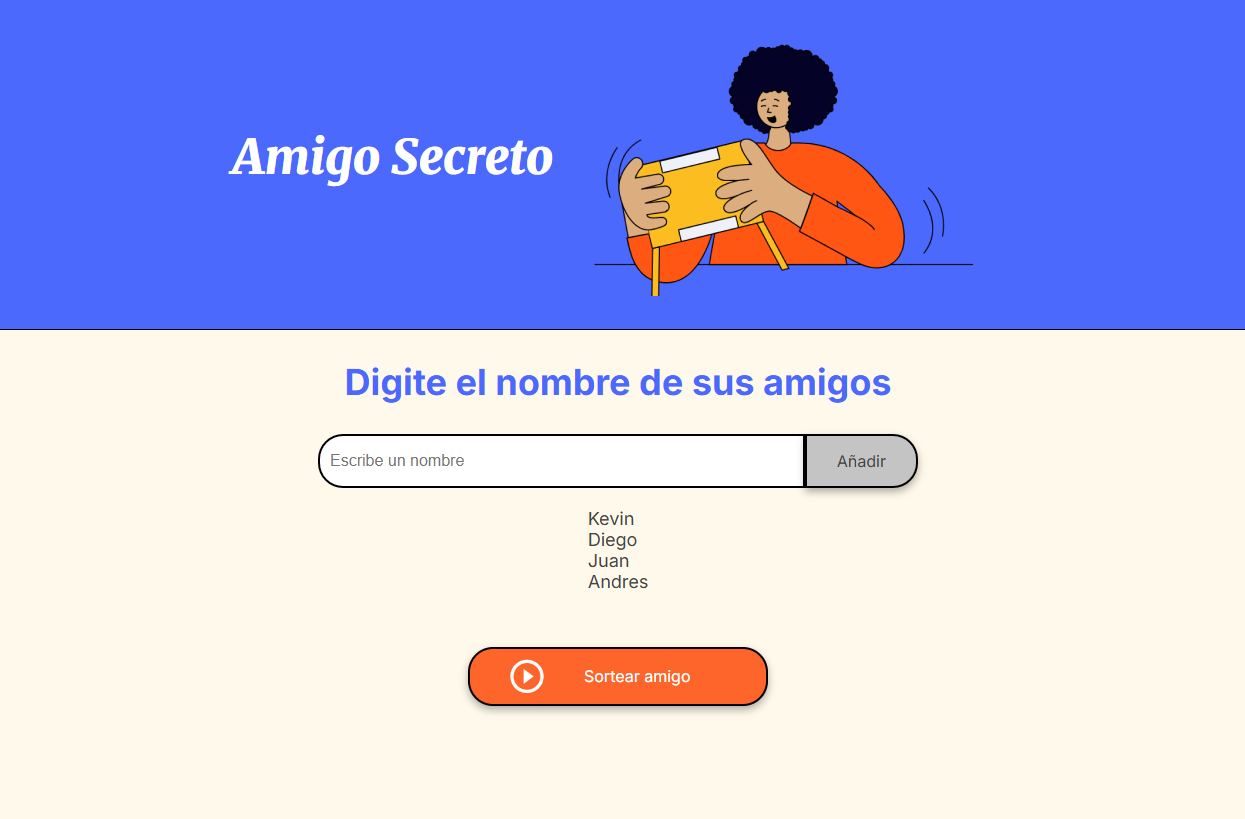 Amigo Secreto
Digite el nombre de sus amigos
Escribe un nombre
Añadir
Kevin
Diego
Juan
Andres
Sortear amigo